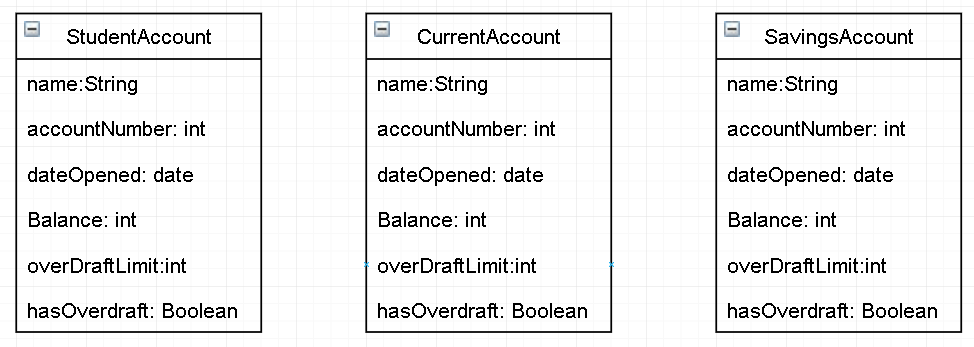 StudentAccount
name:String
accountNumber: int
dateOpened: date
Balance: int
overDraftLimit:int
hasOverdraft: Boolean
CurrentAccount
name:String
accountNumber: int
dateOpened: date
Balance: int
overDraftLimit:int
hasOverdraft: Boolean
SavingsAccount
name:String
accountNumber: int
dateOpened: date
Balance: int
overDraftLimit:int
hasOverdraft: Boolean